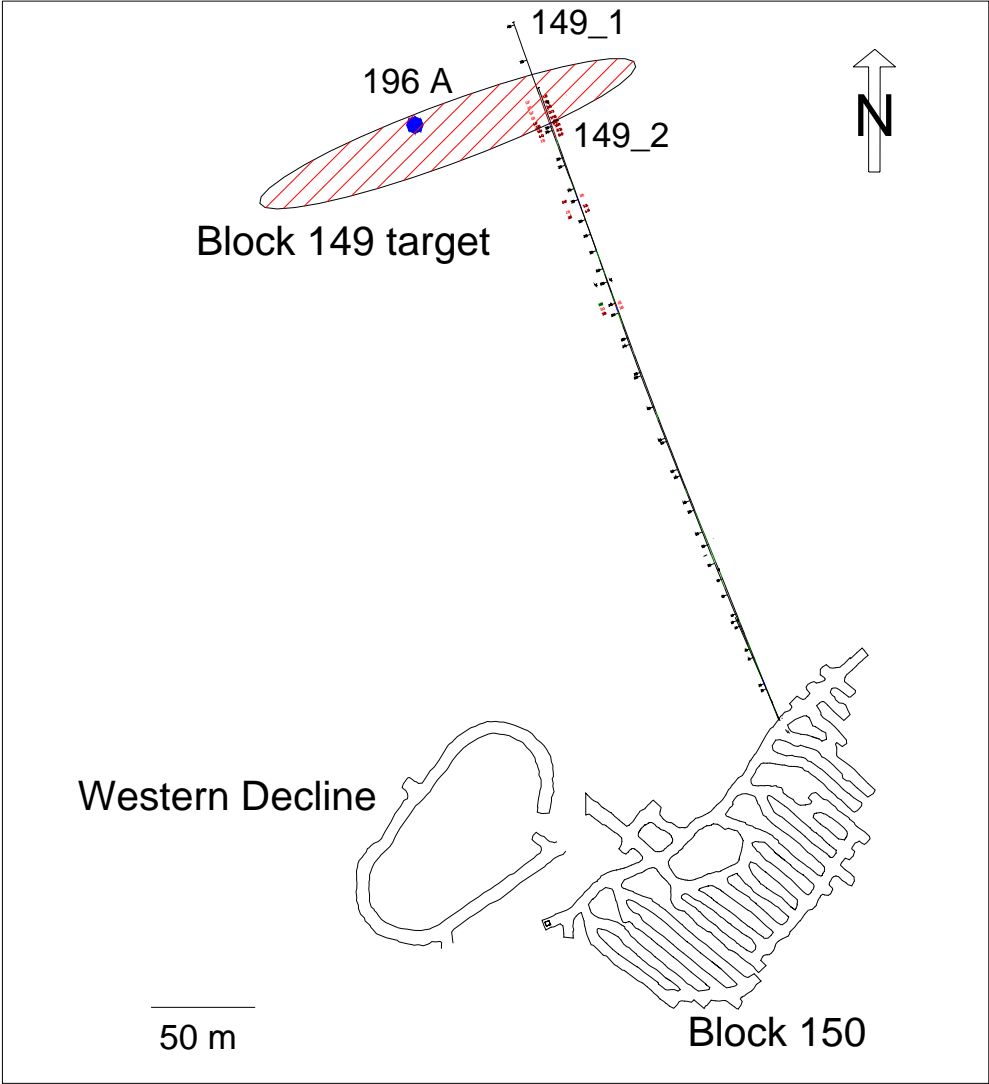 149_1
196 A
N
149_2
Block 149 target
Western Decline
50 m
Block 150